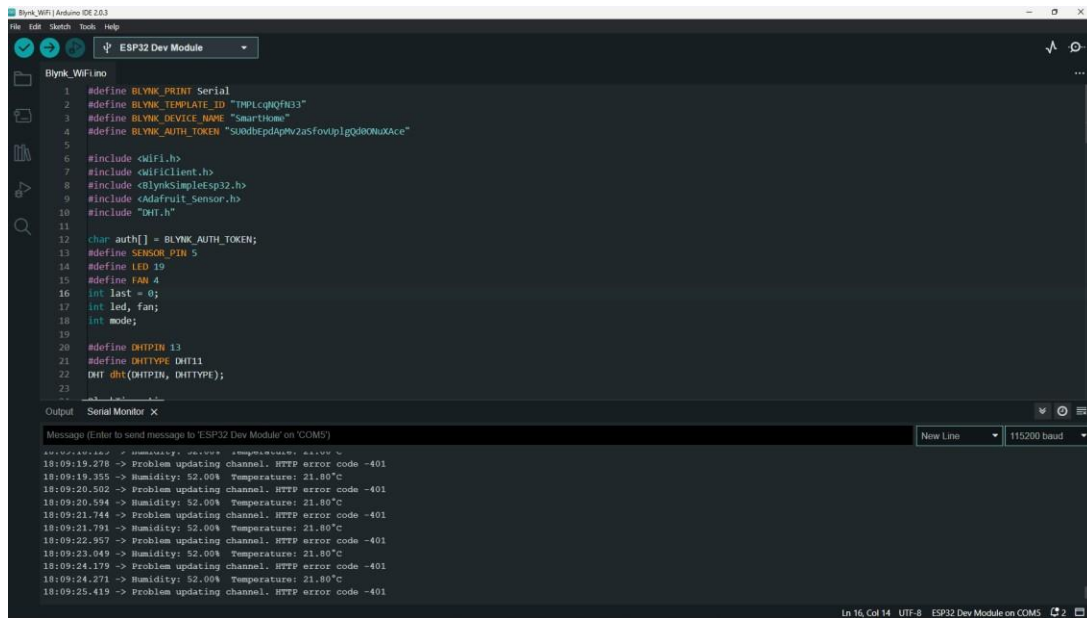 Blynk_WiFi | Arduino IDE 2.0.3
File Edit Sketch Tools Help
ESP32 Dev Module
Blynk_WiFi.ino
1 #define BLYNK_PRINT Serial
2 #define BLYNK_TEMPLATE_ID "TMPLcqNQfN33"
3 #define BLYNK_DEVICE_NAME "SmartHome"
4 #define BLYNK_AUTH_TOKEN "SU0dbEpdApMv2aSfovUplgQd0ONuXAce"
5
6 #include <WiFi.h>
7 #include <WiFiClient.h>
8 #include <BlynkSimpleEsp32.h>
9 #include <Adafruit_Sensor.h>
10 #include "DHT.h"
11
12 char auth[] = BLYNK_AUTH_TOKEN;
13 #define SENSOR_PIN 5
14 #define LED 19
15 #define FAN 4
16 int last = 0;
17 int led, fan;
18 int mode;
19
20 #define DHTPIN 13
21 #define DHTTYPE DHT11
22 DHT dht(DHTPIN, DHTTYPE);
23
Output Serial Monitor
Message (Enter to send message to 'ESP32 Dev Module' on 'COM5')
New Line 115200 baud
18:09:19.278 -> Problem updating channel. HTTP error code -401
18:09:19.355 -> Humidity: 52.00% Temperature: 21.80°C
18:09:20.502 -> Problem updating channel. HTTP error code -401
18:09:20.594 -> Humidity: 52.00% Temperature: 21.80°C
18:09:21.744 -> Problem updating channel. HTTP error code -401
18:09:21.791 -> Humidity: 52.00% Temperature: 21.80°C
18:09:22.957 -> Problem updating channel. HTTP error code -401
18:09:23.049 -> Humidity: 52.00% Temperature: 21.80°C
18:09:24.179 -> Problem updating channel. HTTP error code -401
18:09:24.271 -> Humidity: 52.00% Temperature: 21.80°C
18:09:25.419 -> Problem updating channel. HTTP error code -401
Ln 16, Col 14 UTF-8 ESP32 Dev Module on COM5 2